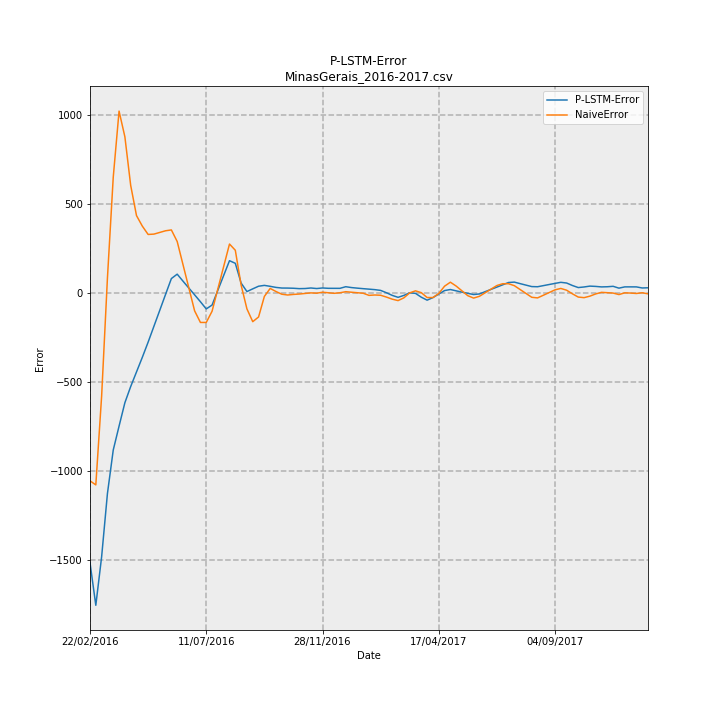 P-LSTM-Error
MinasGerais_2016-2017.csv
P-LSTM-Error
NaiveError
1000
500
0
−500
−1000
−1500
Error
22/02/2016
11/07/2016
28/11/2016
17/04/2017
04/09/2017
Date